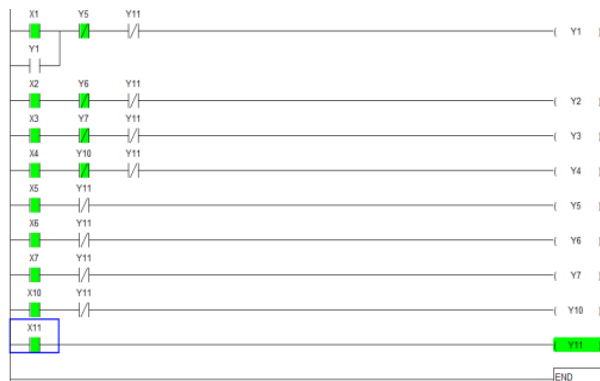 X1 Y5 Y11
Y1
Y1
X2 Y6 Y11
Y2
X3 Y7 Y11
Y3
X4 Y10 Y11
Y4
X5 Y11
Y5
X6 Y11
Y6
X7 Y11
Y7
X10 Y11
Y10
X11
Y11
END